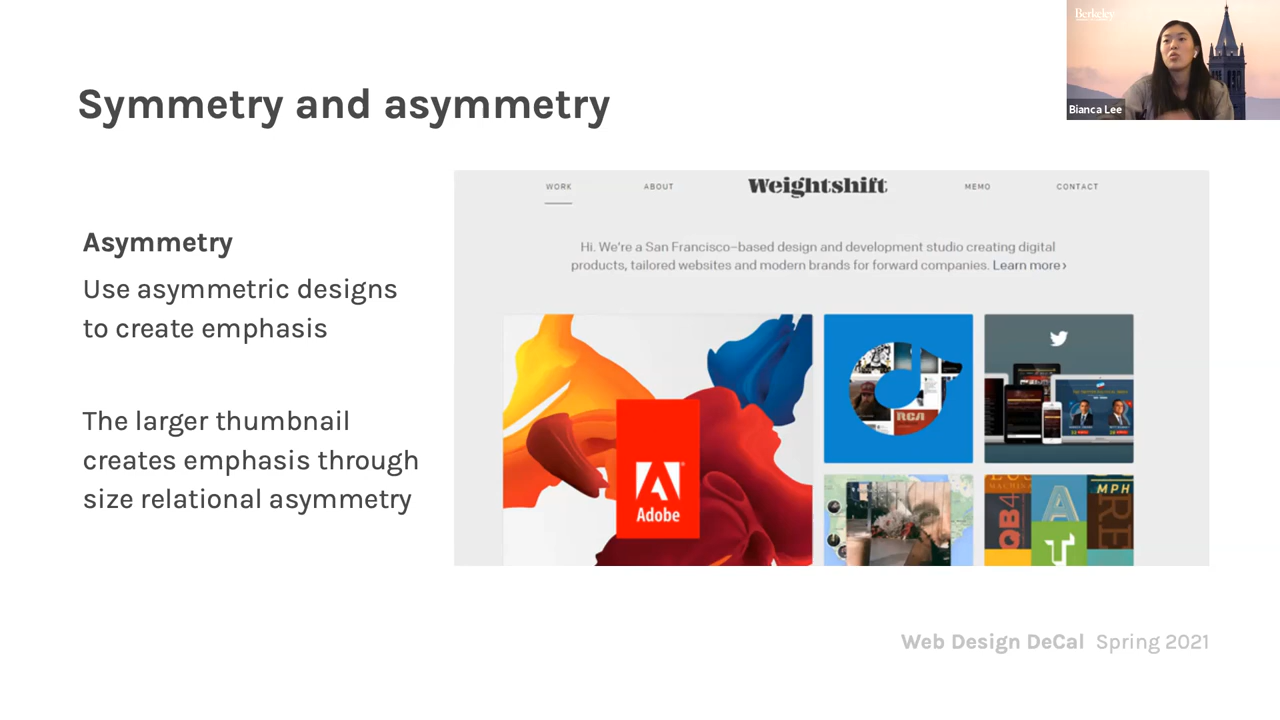 Berkeley
Bianca Lee
Symmetry and asymmetry
Asymmetry
Use asymmetric designs
to create emphasis
The larger thumbnail
creates emphasis through
size relational asymmetry
WORK
ABOUT
Weightshift
MEMO
CONTACT
Hi. We're a San Francisco-based design and development studio creating digital
products, tailored websites and modern brands for forward companies. Learn more ›
Adobe
RCA
MPH
Web Design DeCal Spring 2021